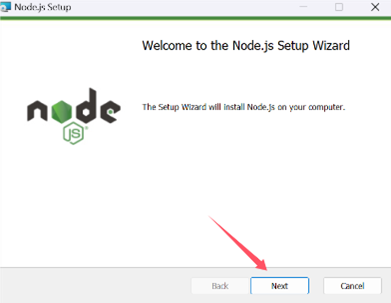 Node.js Setup
Welcome to the Node.js Setup Wizard
The Setup Wizard will install Node.js on your computer.
node
JS
Back
Next
Cancel